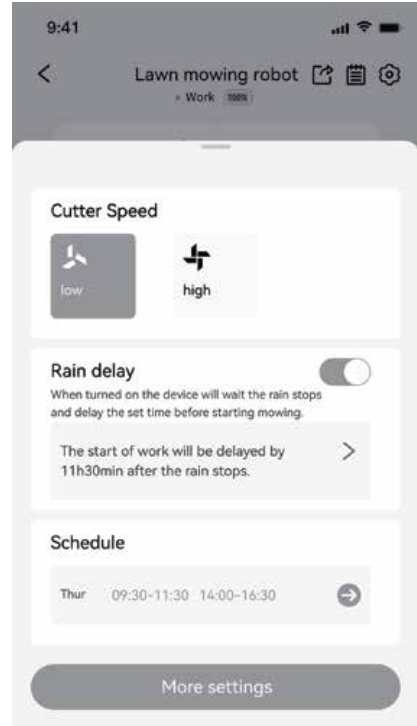 9:41
Lawn mowing robot
Work 100%
Cutter Speed
low
high
Rain delay
When turned on the device will wait the rain stops
and delay the set time before starting mowing.
The start of work will be delayed by
11h30min after the rain stops.
Schedule
Thur 09:30-11:30 14:00-16:30
More settings